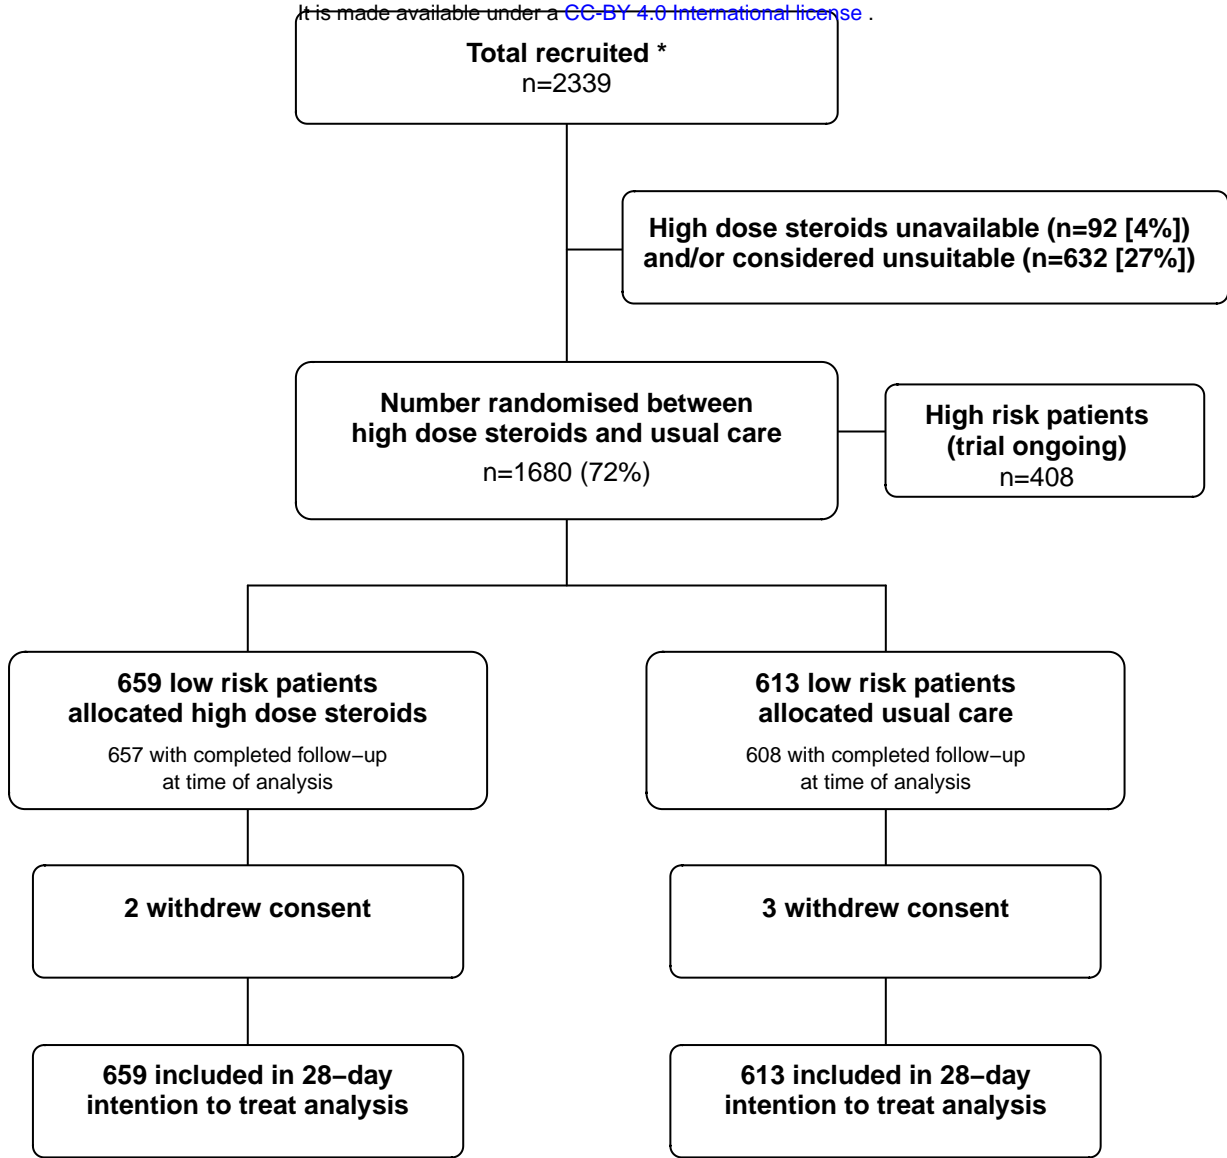 It is made available under a CC-BY 4.0 International license .
Total recruited *
n=2339
High dose steroids unavailable (n=92 [4%])
and/or considered unsuitable (n=632 [27%])
Number randomised between
high dose steroids and usual care
n=1680 (72%)
High risk patients
(trial ongoing)
n=408
659 low risk patients
allocated high dose steroids
657 with completed follow−up
at time of analysis
613 low risk patients
allocated usual care
608 with completed follow−up
at time of analysis
2 withdrew consent
3 withdrew consent
659 included in 28−day
intention to treat analysis
613 included in 28−day
intention to treat analysis